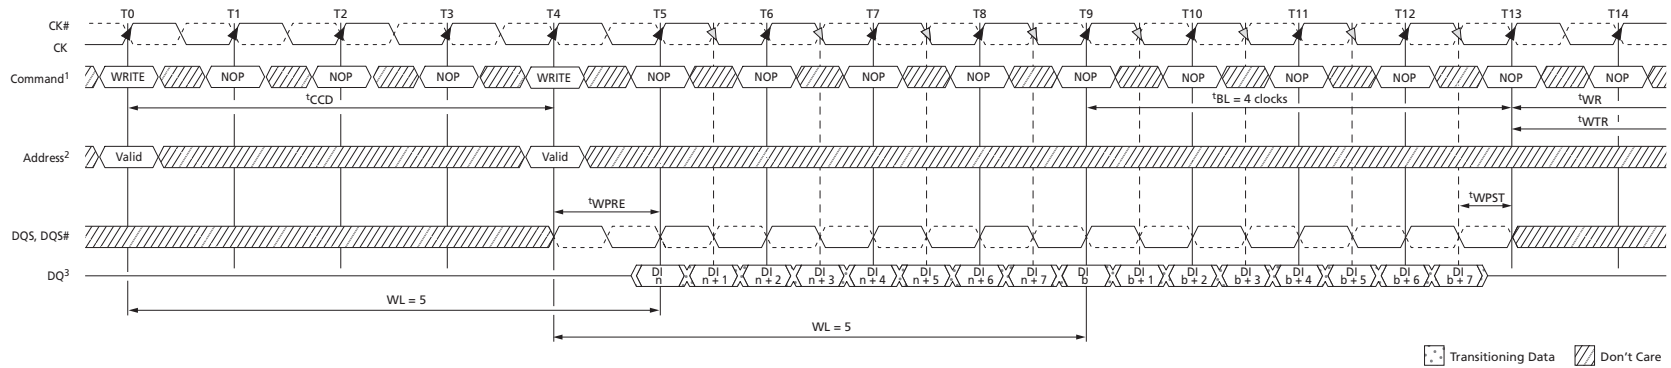 T0 T1 T2 T3 T4 T5 T6 T7 T8 T9 T10 T11 T12 T13 T14
CK#
CK
Command1 WRITE NOP NOP NOP WRITE NOP NOP NOP NOP NOP NOP NOP NOP NOP NOP
tCCD tBL = 4 clocks tWR
tWTR
Address2 Valid Valid
tWPRE tWPST
DQS, DQS#
DQ3 DI n DI n + 1 DI n + 2 DI n + 3 DI n + 4 DI n + 5 DI n + 6 DI n + 7 DI b DI b + 1 DI b + 2 DI b + 3 DI b + 4 DI b + 5 DI b + 6 DI b + 7
WL = 5
WL = 5
Transitioning Data Don't Care